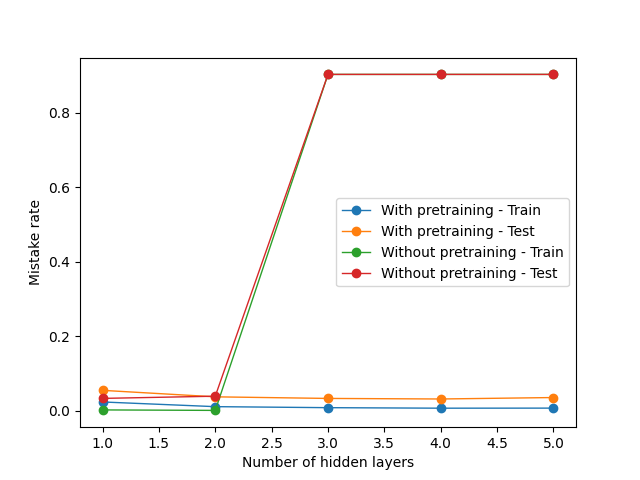 Mistake rate
0.8
0.6
0.4
0.2
0.0
With pretraining - Train
With pretraining - Test
Without pretraining - Train
Without pretraining - Test
1.0 1.5 2.0 2.5 3.0 3.5 4.0 4.5 5.0
Number of hidden layers